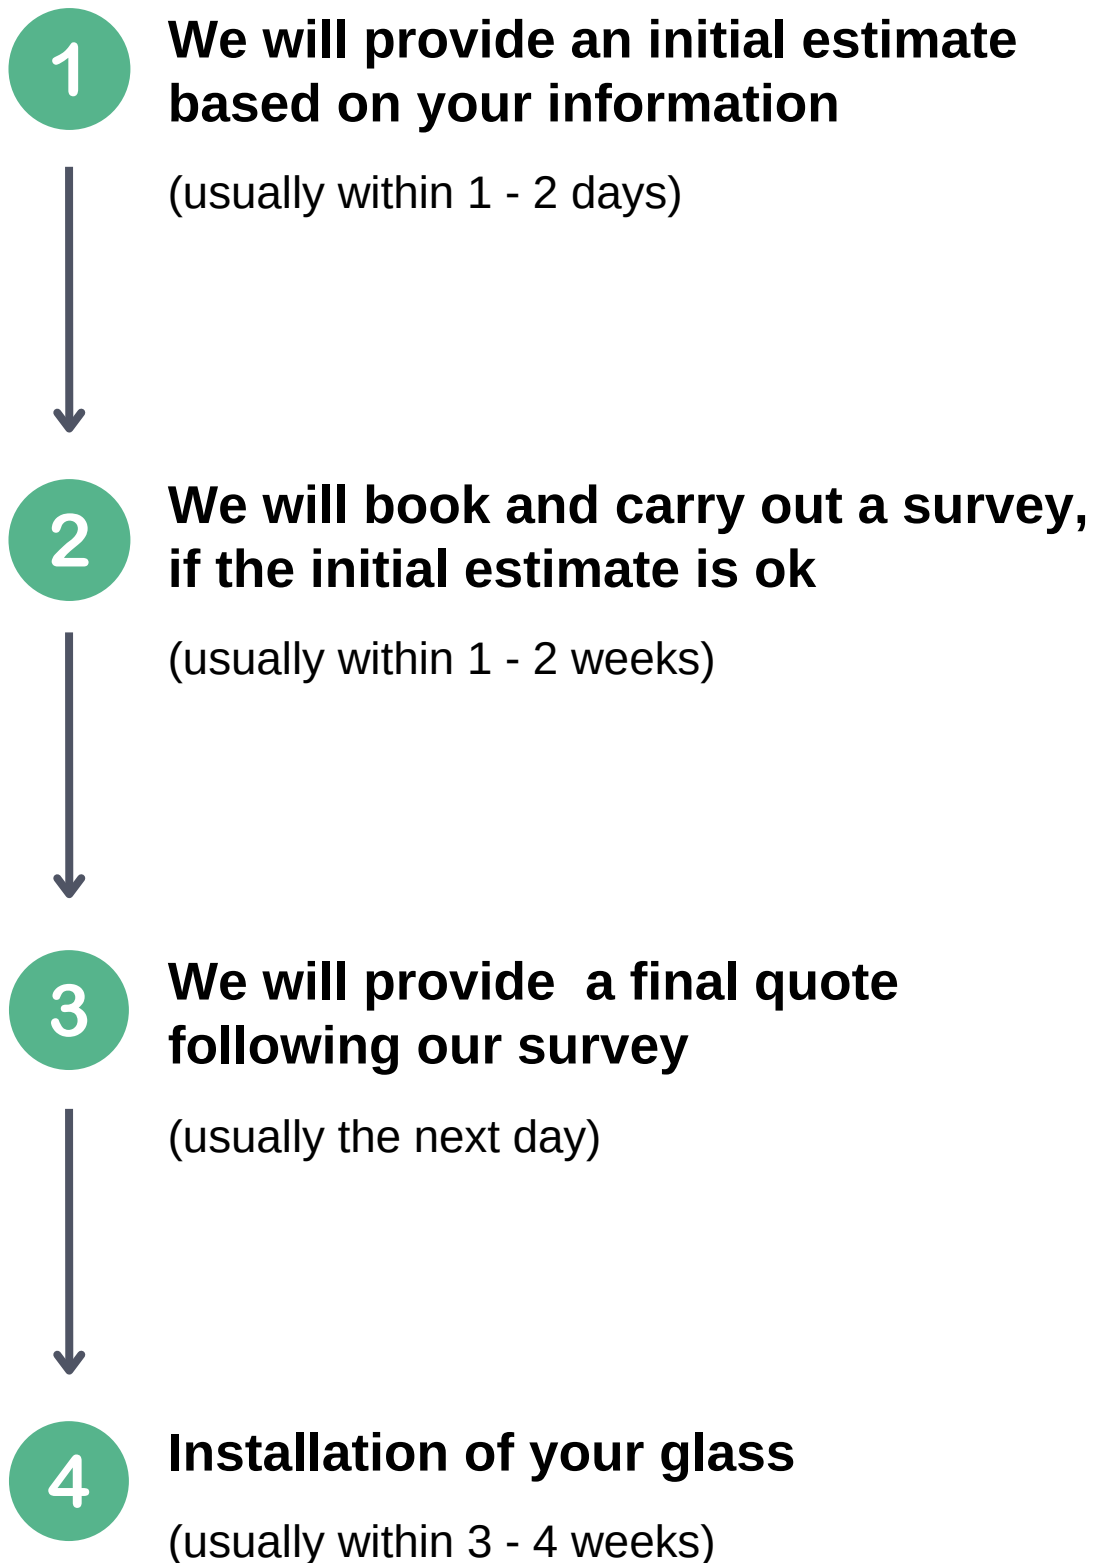 1
We will provide an initial estimate
based on your information
(usually within 1 - 2 days)
2
We will book and carry out a survey,
if the initial estimate is ok
(usually within 1 - 2 weeks)
3
We will provide  a final quote
following our survey
(usually the next day)
4
Installation of your glass
(usually within 3 - 4 weeks)